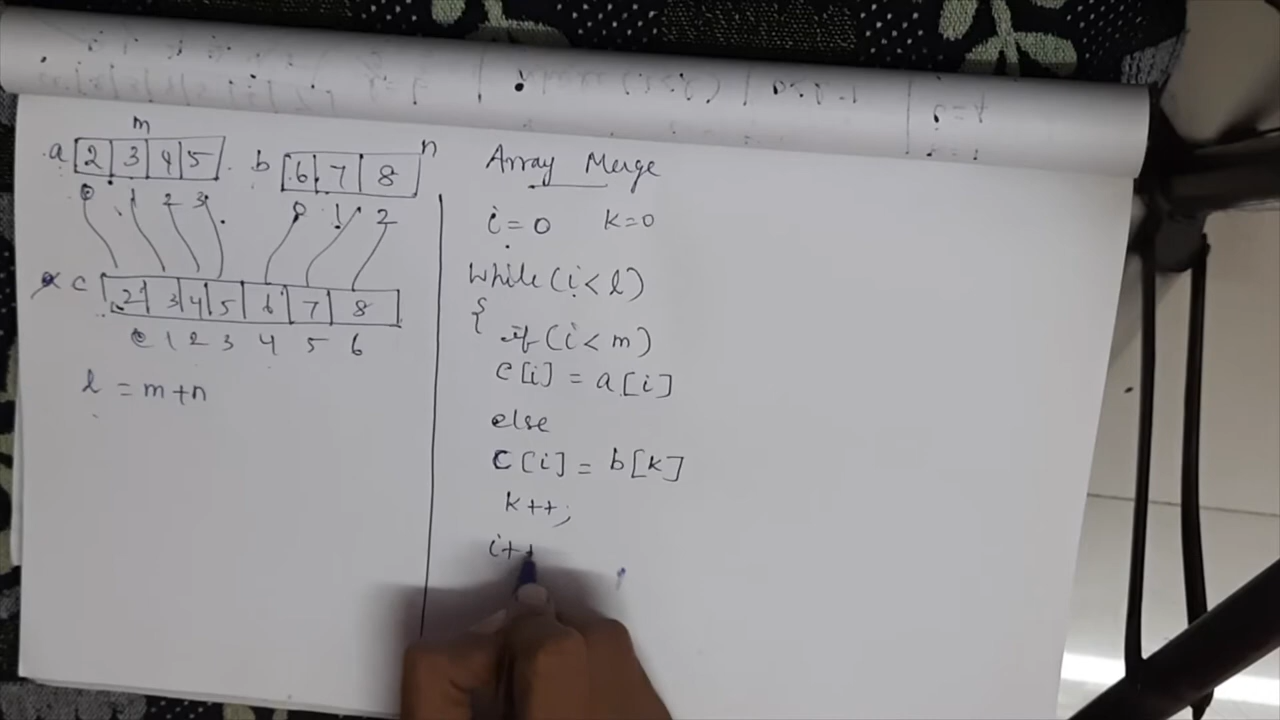 m
a 2 3 4 5
0 1 2 3
b 6 7 8 n
0 1 2
c 2 3 4 5 6 7 8
0 1 2 3 4 5 6
l = m+n
Array Merge
i=0 k=0
while(i<l)
{
if(i<m)
c[i] = a[i]
else
c[i] = b[k]
k++;
i++